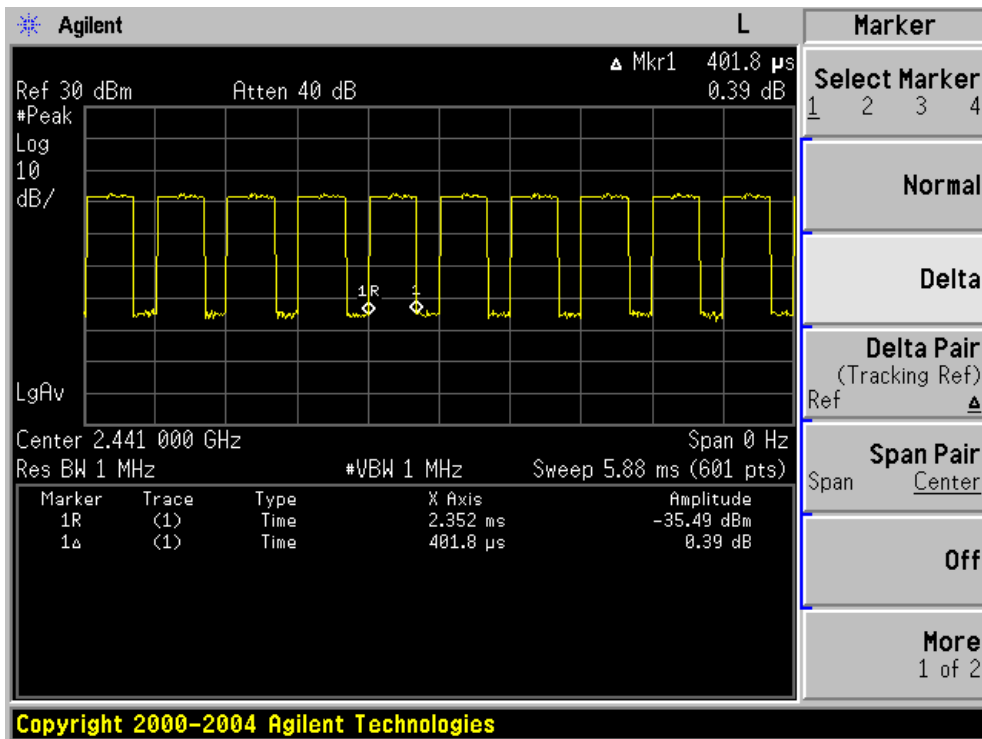 Agilent
L
Marker
Δ Mkr1 401.8 µs
Ref 30 dBm Atten 40 dB 0.39 dB
#Peak
Log
10
dB/
1R 1
LgAv
Center 2.441 000 GHz Span 0 Hz
Res BW 1 MHz #VBW 1 MHz Sweep 5.88 ms (601 pts)
Marker Trace Type X Axis Amplitude
1R (1) Time 2.352 ms -35.49 dBm
1Δ (1) Time 401.8 µs 0.39 dB
Select Marker
1 2 3 4
Normal
Delta
Delta Pair
(Tracking Ref)
Ref Δ
Span Pair
Span Center
Off
More
1 of 2
Copyright 2000-2004 Agilent Technologies